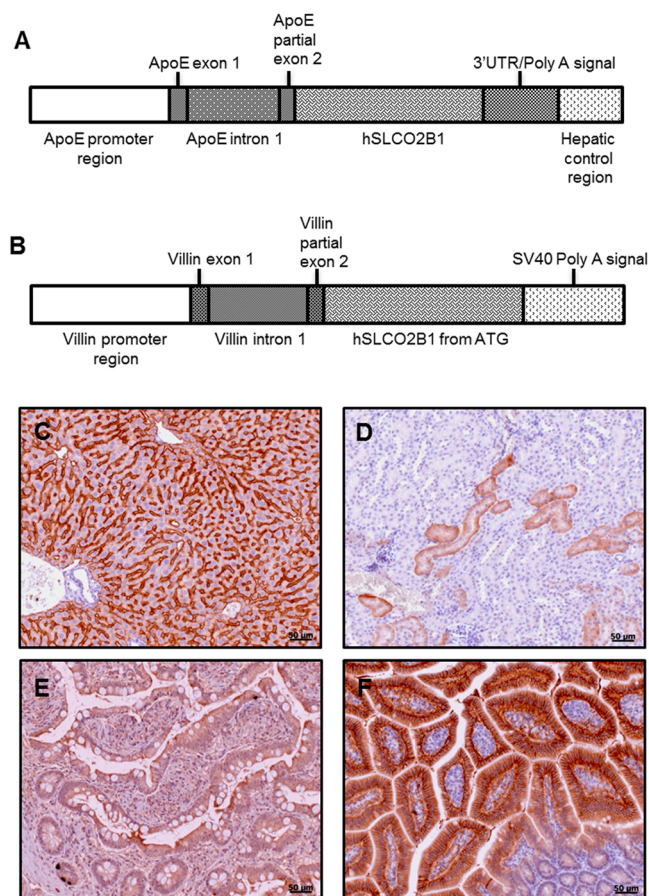 A
ApoE
partial
exon 2
ApoE exon 1
3'UTR/Poly A signal
ApoE promoter
region
ApoE intron 1
hSLCO2B1
Hepatic
control
region
B
Villin
partial
exon 2
Villin exon 1
SV40 Poly A signal
Villin promoter
region
Villin intron 1
hSLCO2B1 from ATG
C
50 µm
D
50 µm
E
50 µm
F
50 µm